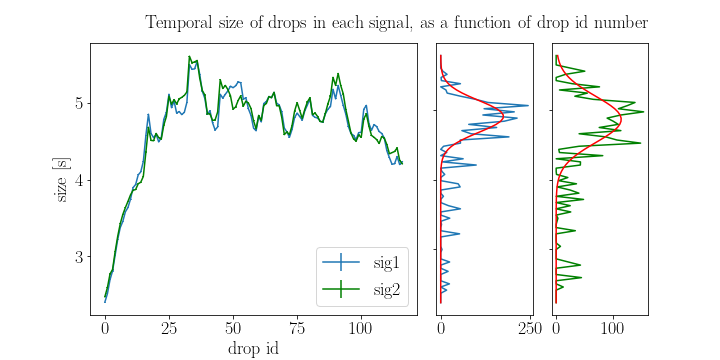 Temporal size of drops in each signal, as a function of drop id number
size [s]
5
4
3
sig1
sig2
0 25 50 75 100
0 250
0 100
drop id